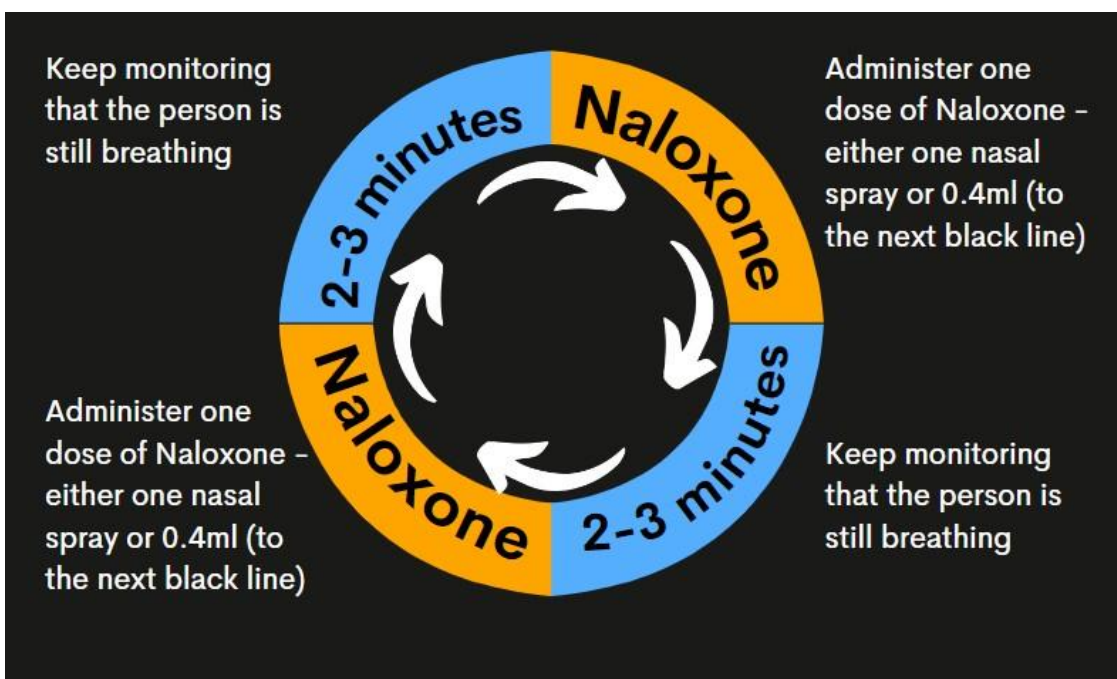 Keep monitoring
that the person is
still breathing
2-3 minutes
Naloxone
Administer one
dose of Naloxone –
either one nasal
spray or 0.4ml (to
the next black line)
Administer one
dose of Naloxone –
either one nasal
spray or 0.4ml (to
the next black line)
Naloxone
2-3 minutes
Keep monitoring
that the person is
still breathing